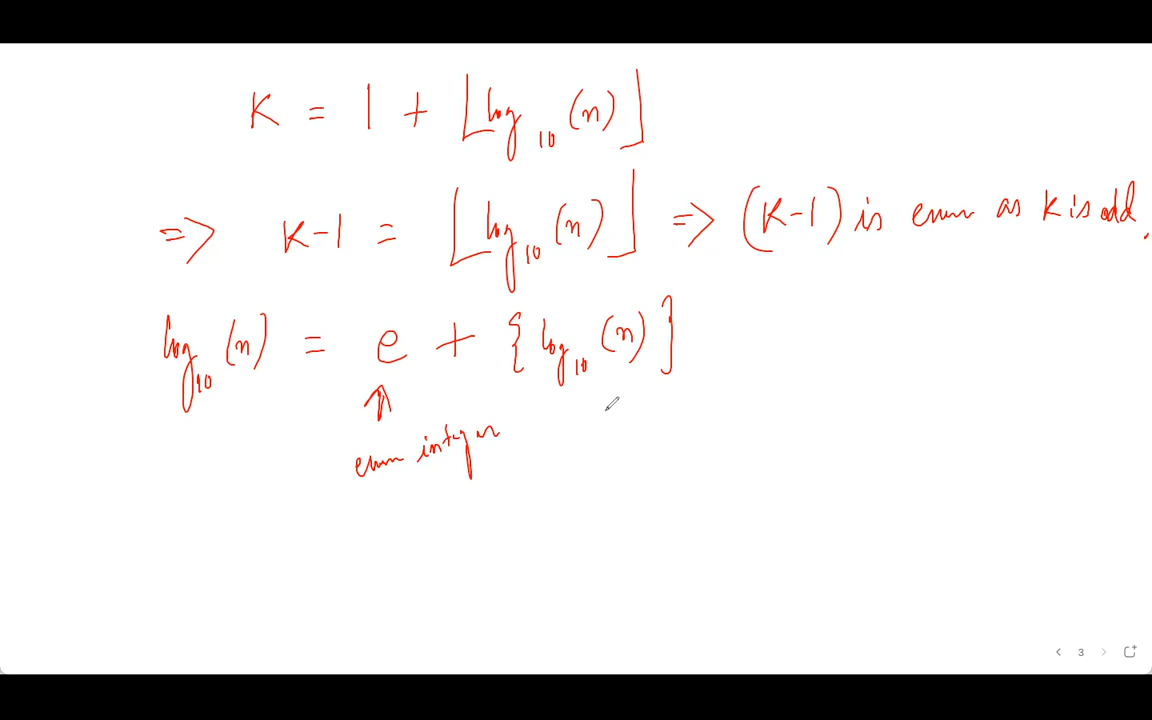 K = 1 + ⌊log₁₀(n)⌋
=> K-1 = ⌊log₁₀(n)⌋ => (K-1) is even as K is odd.
log₁₀(n) = e + {log₁₀(n)}
↑
even integer
3